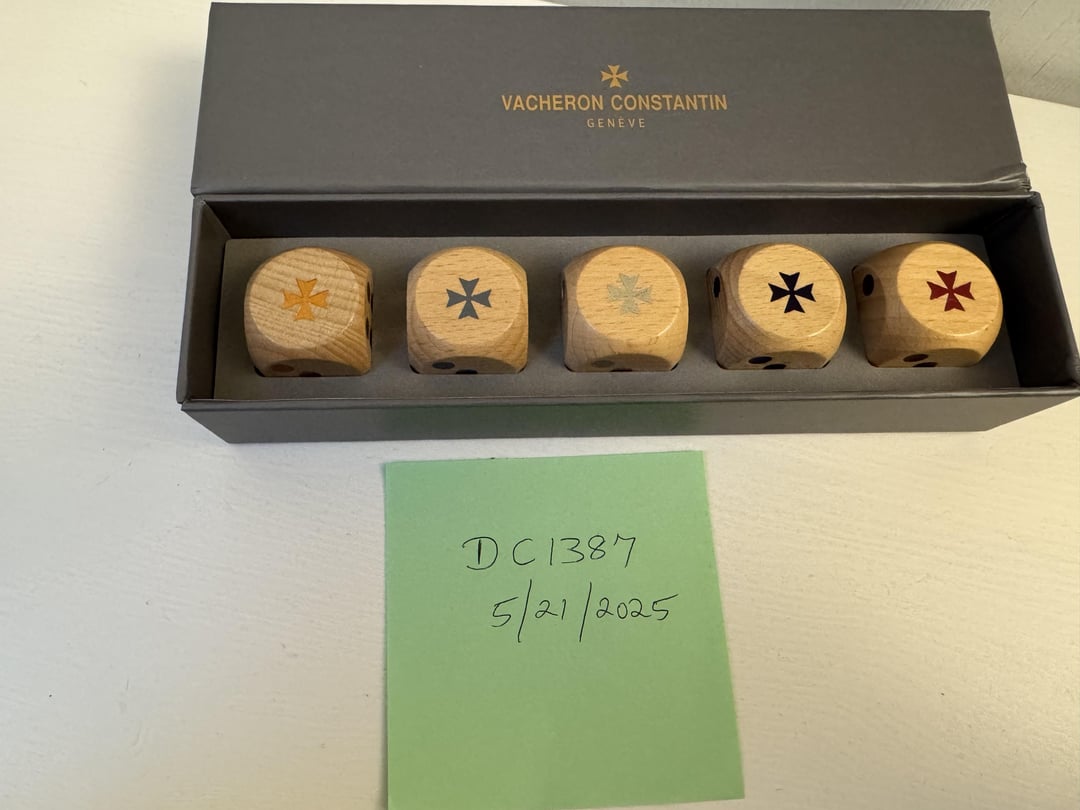 VACHERON CONSTANTIN
GENÈVE
DC1387
5/21/2025